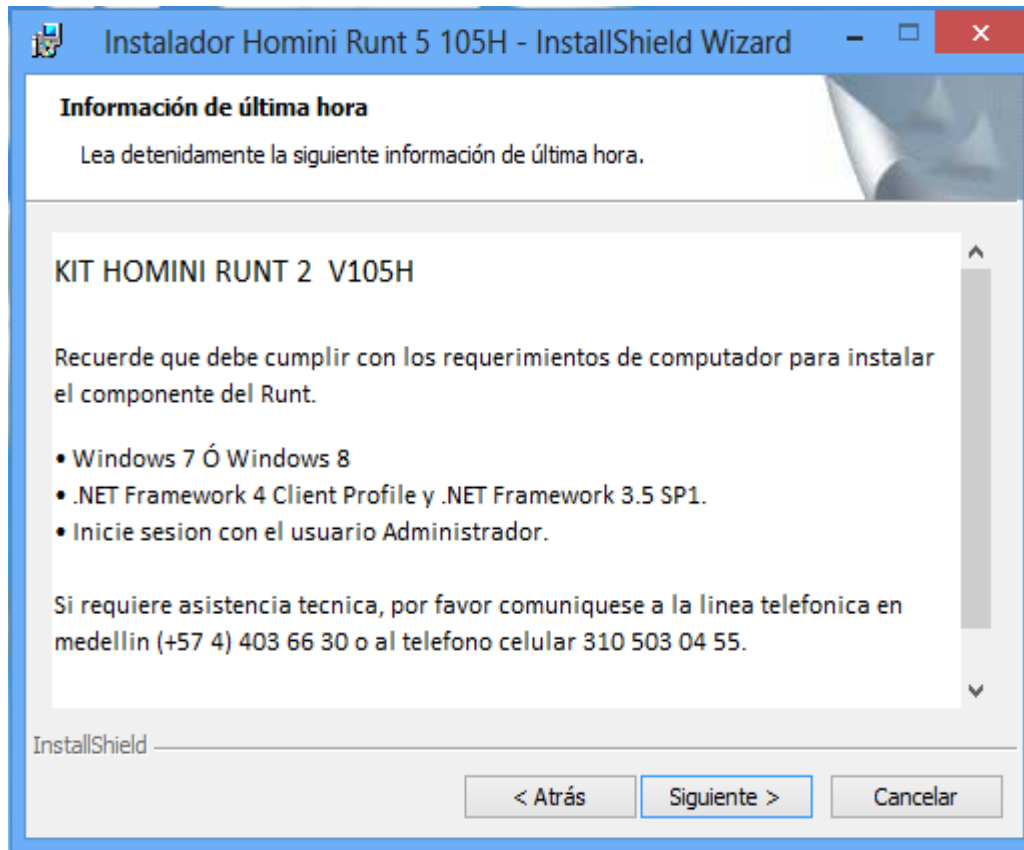 Instalador Homini Runt 5 105H - InstallShield Wizard
Información de última hora
Lea detenidamente la siguiente información de última hora.
KIT HOMINI RUNT 2  V105H
Recuerde que debe cumplir con los requerimientos de computador para instalar
el componente del Runt.
• Windows 7 Ó Windows 8
• .NET Framework 4 Client Profile y .NET Framework 3.5 SP1.
• Inicie sesion con el usuario Administrador.
Si requiere asistencia tecnica, por favor comuniquese a la linea telefonica en
medellin (+57 4) 403 66 30 o al telefono celular 310 503 04 55.
InstallShield
< Atrás
Siguiente >
Cancelar